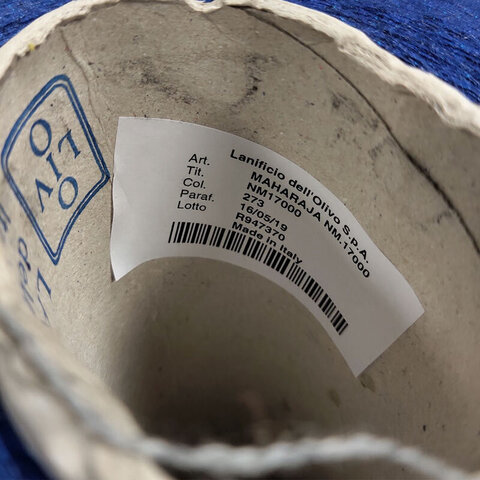 Lanificio dell'Olivo S.P.A.
Art. MAHARAJA NM.17000
Tit. NM17000
Col. 273
Paraf. 16/05/19
Lotto R947370
Made in Italy
OLIVO